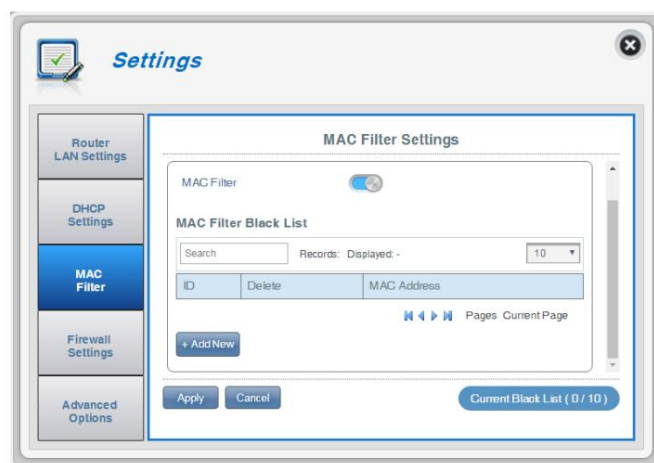 Settings
Router
LAN Settings
DHCP
Settings
MAC
Filter
Firewall
Settings
Advanced
Options
MAC Filter Settings
MAC Filter
MAC Filter Black List
Search
Records: Displayed: -
10
ID Delete MAC Address
Pages Current Page
+ Add New
Apply Cancel
Current Black List ( 0 / 10 )